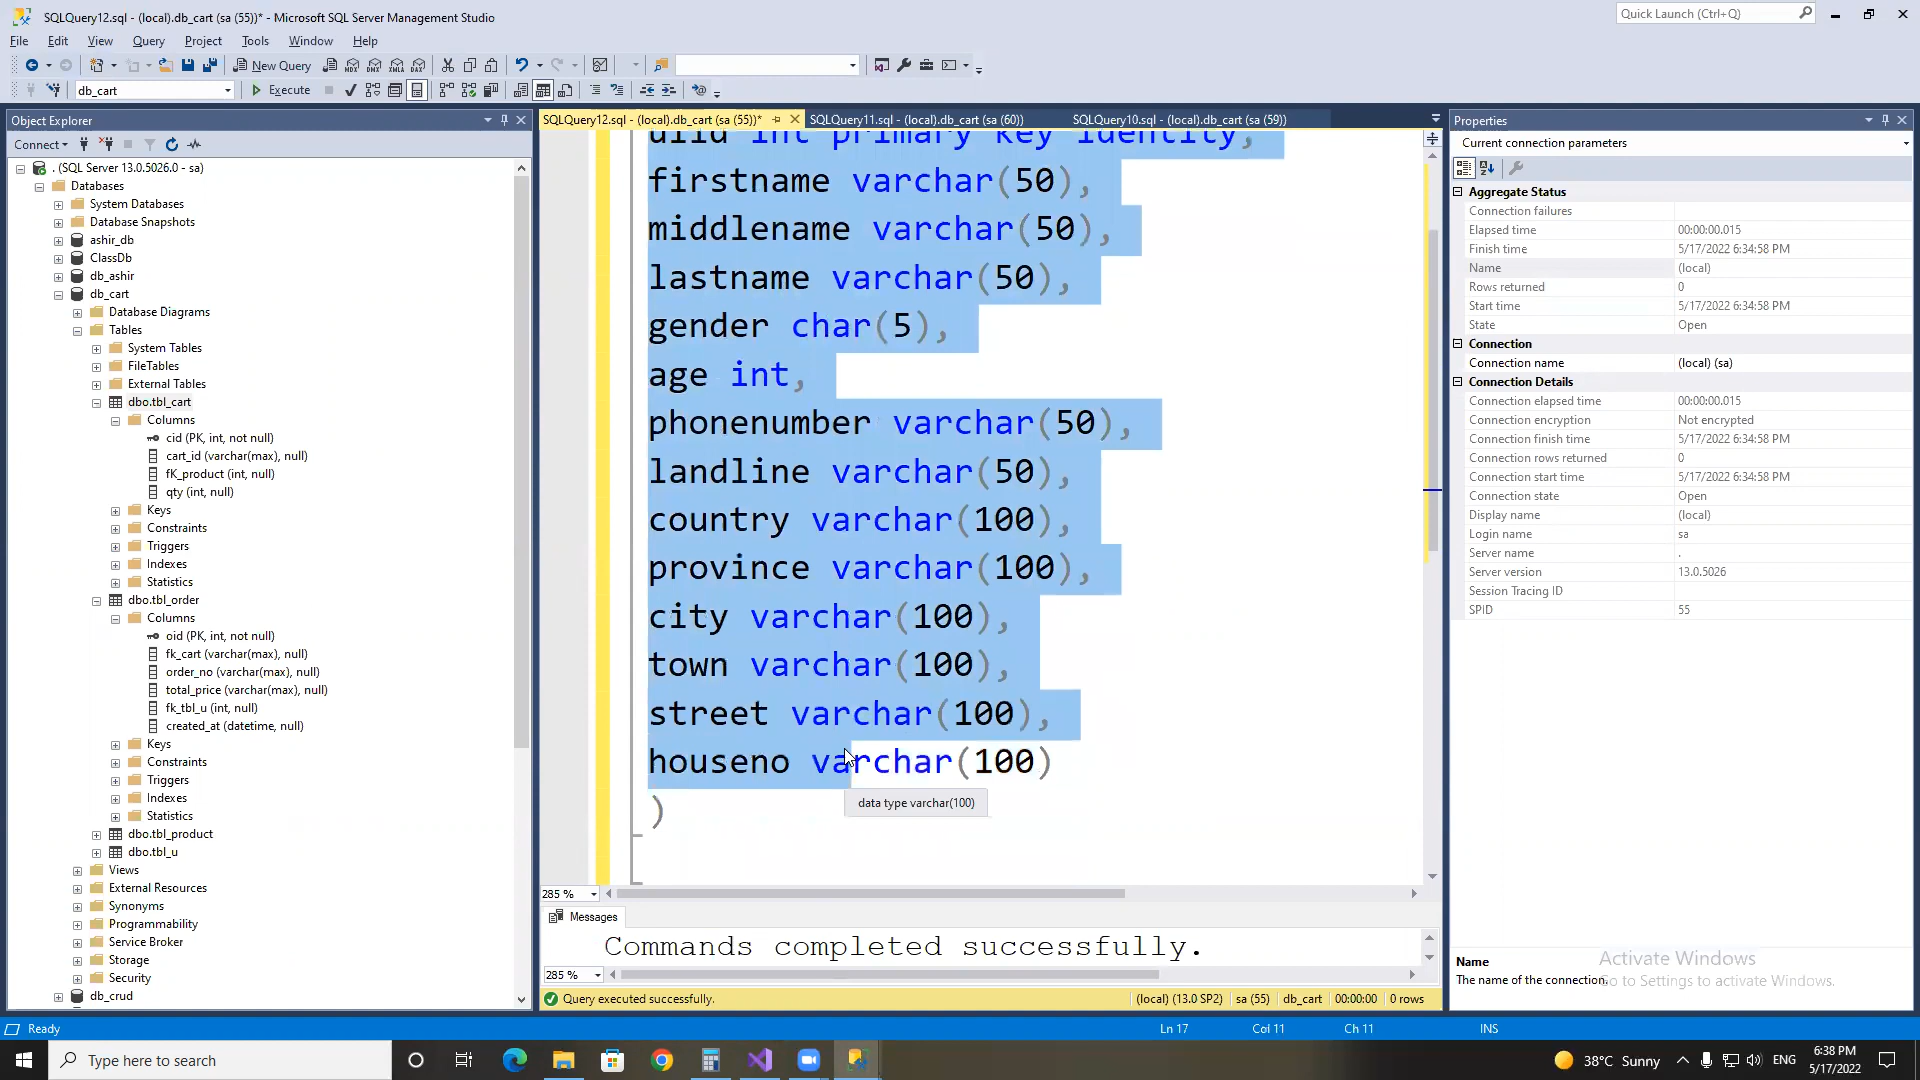 SQLQuery12.sql - (local).db_cart (sa (55))* - Microsoft SQL Server Management Studio
Quick Launch (Ctrl+Q)
File Edit View Query Project Tools Window Help
New Query
db_cart
Execute
Object Explorer
SQLQuery12.sql - (local).db_cart (sa (55))*
SQLQuery11.sql - (local).db_cart (sa (60))
SQLQuery10.sql - (local).db_cart (sa (59))
Properties
Connect
. (SQL Server 13.0.5026.0 - sa)
Databases
System Databases
Database Snapshots
ashir_db
ClassDb
db_ashir
db_cart
Database Diagrams
Tables
System Tables
FileTables
External Tables
dbo.tbl_cart
Columns
cid (PK, int, not null)
cart_id (varchar(max), null)
fK_product (int, null)
qty (int, null)
Keys
Constraints
Triggers
Indexes
Statistics
dbo.tbl_order
Columns
oid (PK, int, not null)
fk_cart (varchar(max), null)
order_no (varchar(max), null)
total_price (varchar(max), null)
fk_tbl_u (int, null)
created_at (datetime, null)
Keys
Constraints
Triggers
Indexes
Statistics
dbo.tbl_product
dbo.tbl_u
Views
External Resources
Synonyms
Programmability
Service Broker
Storage
Security
db_crud
int primary key identity,
firstname varchar(50),
middlename varchar(50),
lastname varchar(50),
gender char(5),
age int,
phonenumber varchar(50),
landline varchar(50),
country varchar(100),
province varchar(100),
city varchar(100),
town varchar(100),
street varchar(100),
houseno varchar(100)
data type varchar(100)
)
285 %
Messages
Commands completed successfully.
285 %
Query executed successfully.
(local) (13.0 SP2) sa (55) db_cart 00:00:00 0 rows
Current connection parameters
Aggregate Status
Connection failures
Elapsed time 00:00:00.015
Finish time 5/17/2022 6:34:58 PM
Name (local)
Rows returned 0
Start time 5/17/2022 6:34:58 PM
State Open
Connection
Connection name (local) (sa)
Connection Details
Connection elapsed time 00:00:00.015
Connection encryption Not encrypted
Connection finish time 5/17/2022 6:34:58 PM
Connection rows returned 0
Connection start time 5/17/2022 6:34:58 PM
Connection state Open
Display name (local)
Login name sa
Server name .
Server version 13.0.5026
Session Tracing ID
SPID 55
Name
The name of the connection.
Activate Windows
Go to Settings to activate Windows.
Ready
Ln 17 Col 11 Ch 11 INS
Type here to search
38°C Sunny
ENG
6:38 PM
5/17/2022